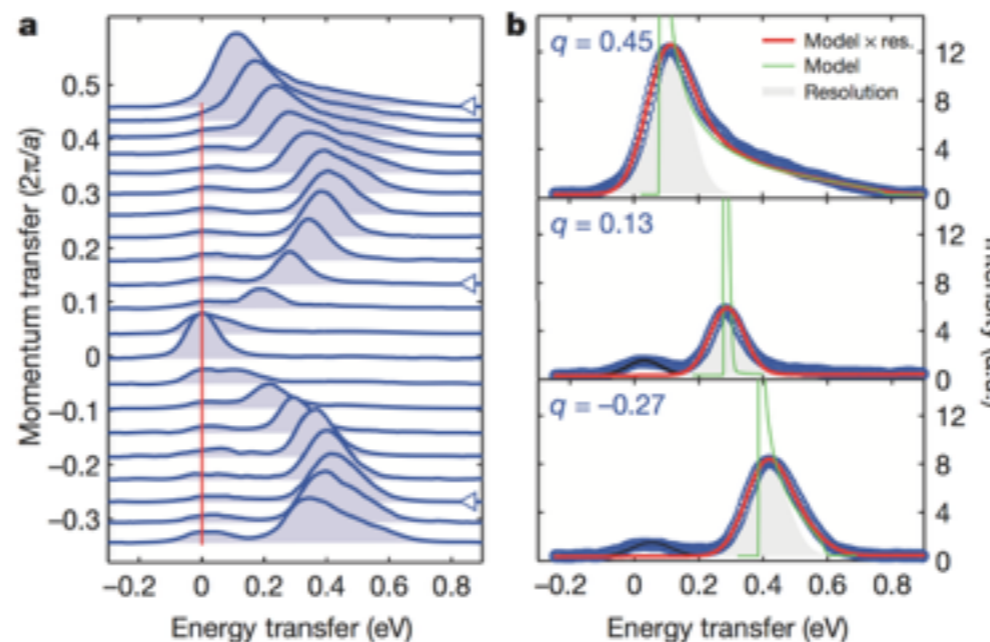 a
Momentum transfer (2π/a)
0.5
0.4
0.3
0.2
0.1
0
−0.1
−0.2
−0.3
−0.2 0 0.2 0.4 0.6 0.8
Energy transfer (eV)
b
q = 0.45
Model × res.
Model
Resolution
12
8
4
0
q = 0.13
12
8
4
0
q = −0.27
12
8
4
0
−0.2 0 0.2 0.4 0.6 0.8
Energy transfer (eV)